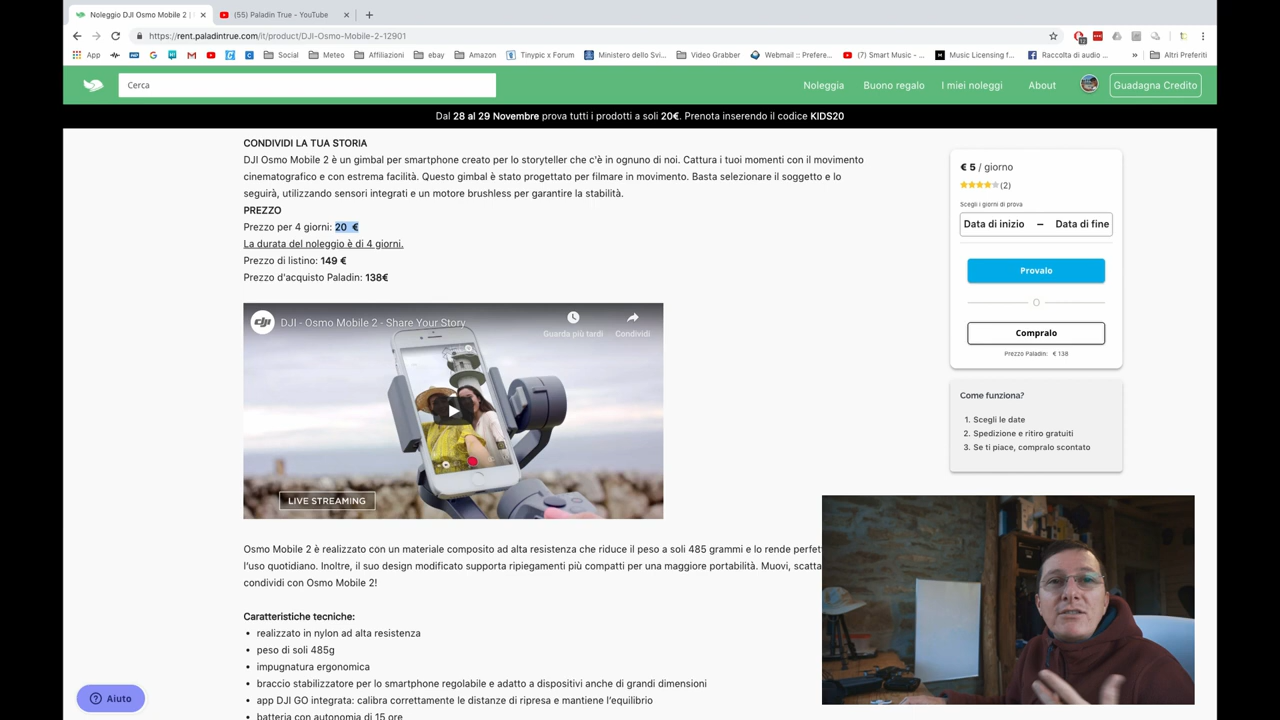 Noleggio DJI Osmo Mobile 2 |
(55) Paladin True - YouTube
https://rent.paladintrue.com/it/product/DJI-Osmo-Mobile-2-12901
App
Social
Meteo
Affiliazioni
ebay
Amazon
Tinypic x Forum
Ministero dello Svi...
Video Grabber
Webmail :: Prefere...
(7) Smart Music - ...
Music Licensing f...
Raccolta di audio ...
»
Altri Preferiti
Cerca
Noleggia
Buono regalo
I miei noleggi
About
Guadagna Credito
Dal 28 al 29 Novembre prova tutti i prodotti a soli 20€. Prenota inserendo il codice KIDS20
CONDIVIDI LA TUA STORIA
DJI Osmo Mobile 2 è un gimbal per smartphone creato per lo storyteller che c'è in ognuno di noi. Cattura i tuoi momenti con il movimento
cinematografico e con estrema facilità. Questo gimbal è stato progettato per filmare in movimento. Basta selezionare il soggetto e lo
seguirà, utilizzando sensori integrati e un motore brushless per garantire la stabilità.
PREZZO
Prezzo per 4 giorni: 20 €
La durata del noleggio è di 4 giorni.
Prezzo di listino: 149 €
Prezzo d'acquisto Paladin: 138€
dji
DJI - Osmo Mobile 2 - Share Your Story
Guarda più tardi
Condividi
LIVE STREAMING
Osmo Mobile 2 è realizzato con un materiale composito ad alta resistenza che riduce il peso a soli 485 grammi e lo rende perfett
l'uso quotidiano. Inoltre, il suo design modificato supporta ripiegamenti più compatti per una maggiore portabilità. Muovi, scatta
condividi con Osmo Mobile 2!
Caratteristiche tecniche:
• realizzato in nylon ad alta resistenza
• peso di soli 485g
• impugnatura ergonomica
• braccio stabilizzatore per lo smartphone regolabile e adatto a dispositivi anche di grandi dimensioni
• app DJI GO integrata: calibra correttamente le distanze di ripresa e mantiene l'equilibrio
• batteria con autonomia di 15 ore
€ 5 / giorno
(2)
Scegli i giorni di prova
Data di inizio – Data di fine
Provalo
O
Compralo
Prezzo Paladin: € 138
Come funziona?
1. Scegli le date
2. Spedizione e ritiro gratuiti
3. Se ti piace, compralo scontato
Aiuto